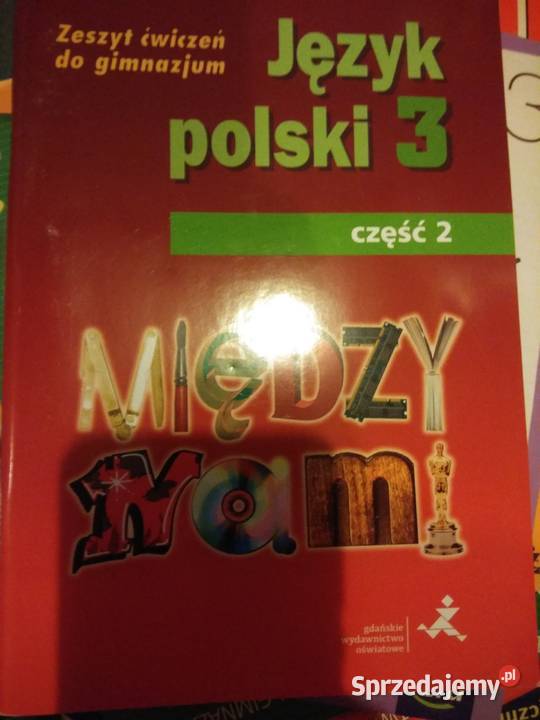 Zeszyt ćwiczeń
do gimnazjum
Język
polski 3
część 2
MIĘDZY
nami
gdańskie
wydawnictwo
oświatowe
Sprzedajemy.pl